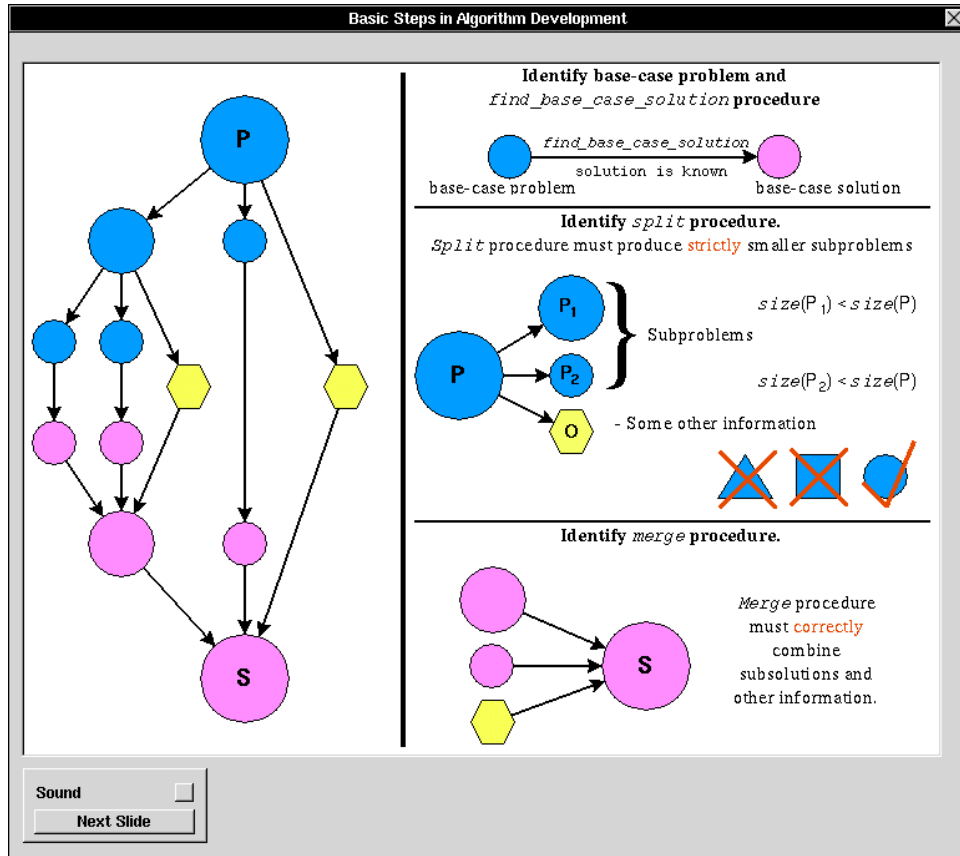 Basic Steps in Algorithm Development
P
S
Identify base-case problem and
find_base_case_solution procedure
find_base_case_solution
solution is known
base-case problem
base-case solution
Identify split procedure.
Split procedure must produce strictly smaller subproblems
P
P1
P2
O
Subproblems
size(P1) < size(P)
size(P2) < size(P)
- Some other information
Identify merge procedure.
S
Merge procedure
must correctly
combine
subsolutions and
other information.
Sound
Next Slide